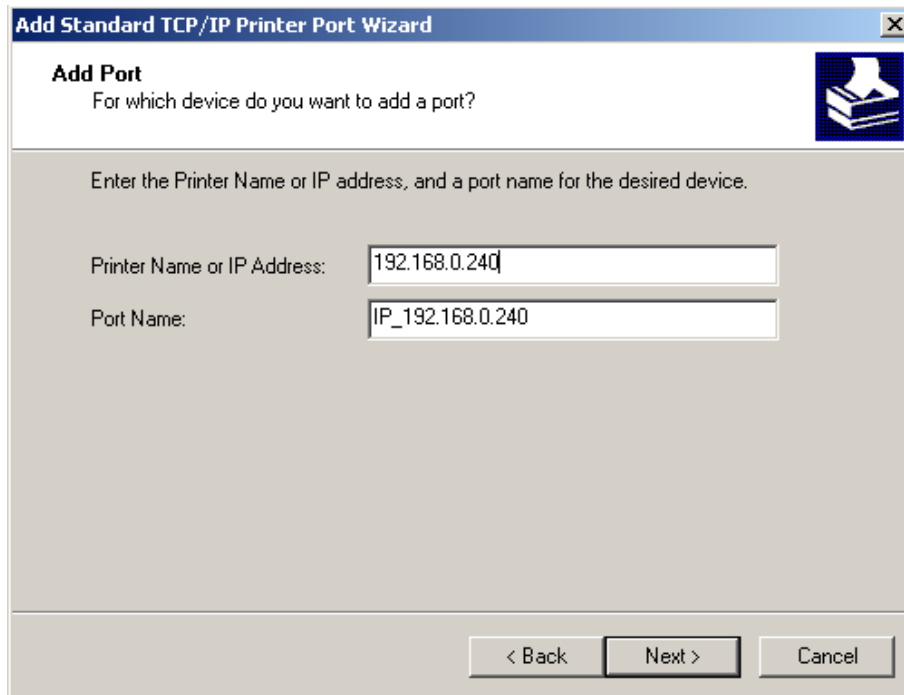 Add Standard TCP/IP Printer Port Wizard
Add Port
For which device do you want to add a port?
Enter the Printer Name or IP address, and a port name for the desired device.
Printer Name or IP Address: 192.168.0.240
Port Name: IP_192.168.0.240
< Back Next > Cancel